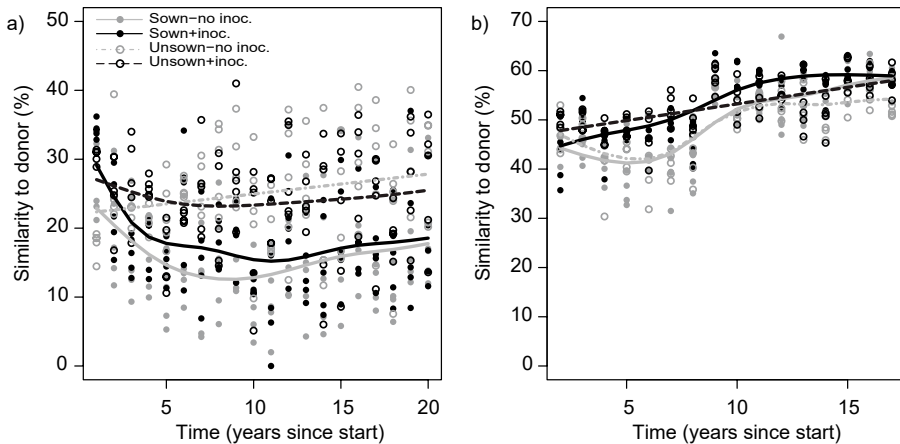 a)
50
40
30
20
10
0
Similarity to donor (%)
Sown−no inoc.
Sown+inoc.
Unsown−no inoc.
Unsown+inoc.
5 10 15 20
Time (years since start)
b)
70
60
50
40
30
20
10
0
Similarity to donor (%)
5 10 15
Time (years since start)